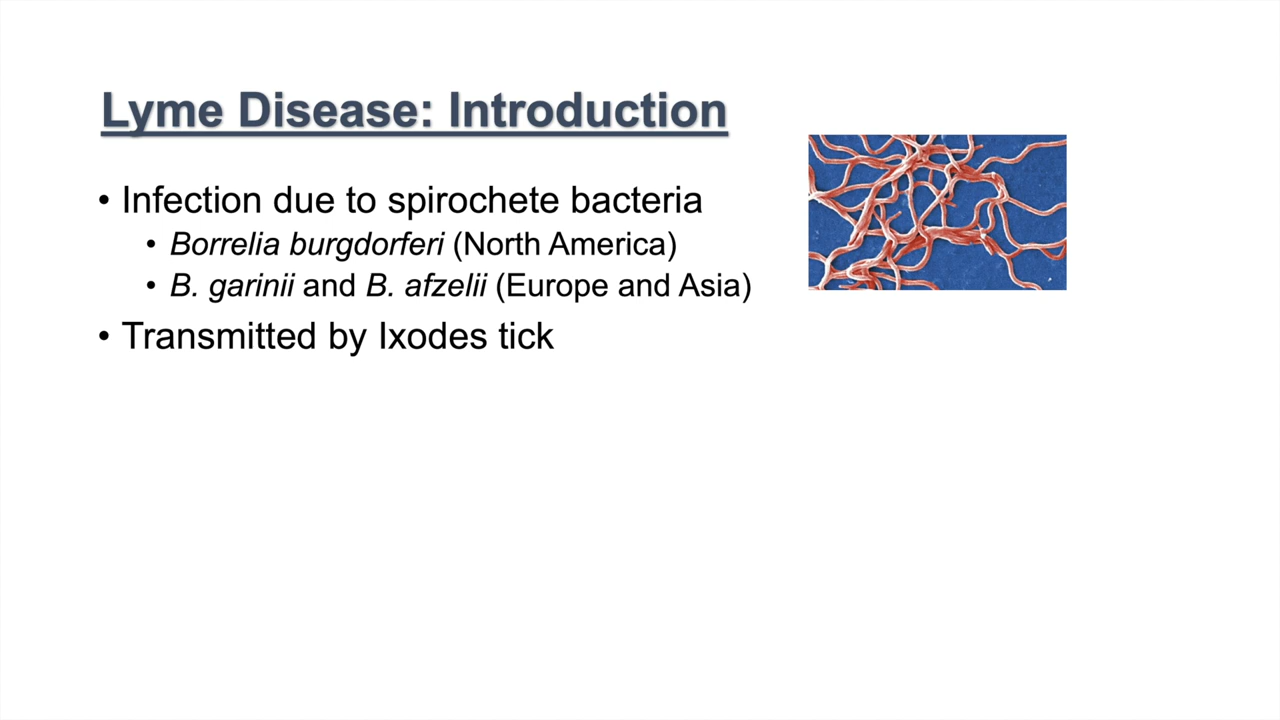 Lyme Disease: Introduction
• Infection due to spirochete bacteria
• Borrelia burgdorferi (North America)
• B. garinii and B. afzelii (Europe and Asia)
• Transmitted by Ixodes tick